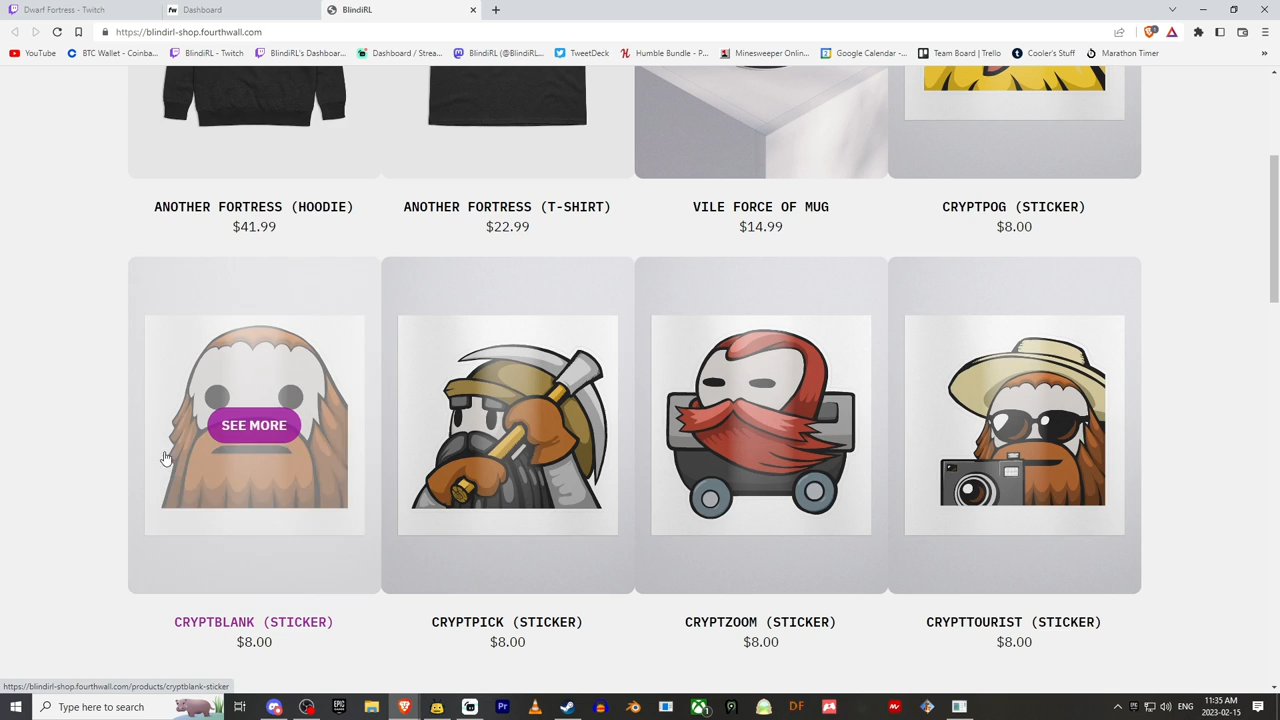 Dwarf Fortress - Twitch
fw
Dashboard
BlindiRL
https://blindirl-shop.fourthwall.com
YouTube
BTC Wallet - Coinba...
BlindiRL - Twitch
BlindiRL's Dashboar...
Dashboard / Strea...
BlindiRL (@BlindiRL...
TweetDeck
Humble Bundle - P...
Minesweeper Onlin...
Google Calendar -...
Team Board | Trello
Cooler's Stuff
Marathon Timer
»
ANOTHER FORTRESS (HOODIE)
$41.99
ANOTHER FORTRESS (T-SHIRT)
$22.99
VILE FORCE OF MUG
$14.99
CRYPTPOG (STICKER)
$8.00
SEE MORE
CRYPTBLANK (STICKER)
$8.00
CRYPTPICK (STICKER)
$8.00
CRYPTZOOM (STICKER)
$8.00
CRYPTTOURIST (STICKER)
$8.00
https://blindirl-shop.fourthwall.com/products/cryptblank-sticker
Type here to search
EPIC
Pr
DF
ENG
11:35 AM
2023-02-15